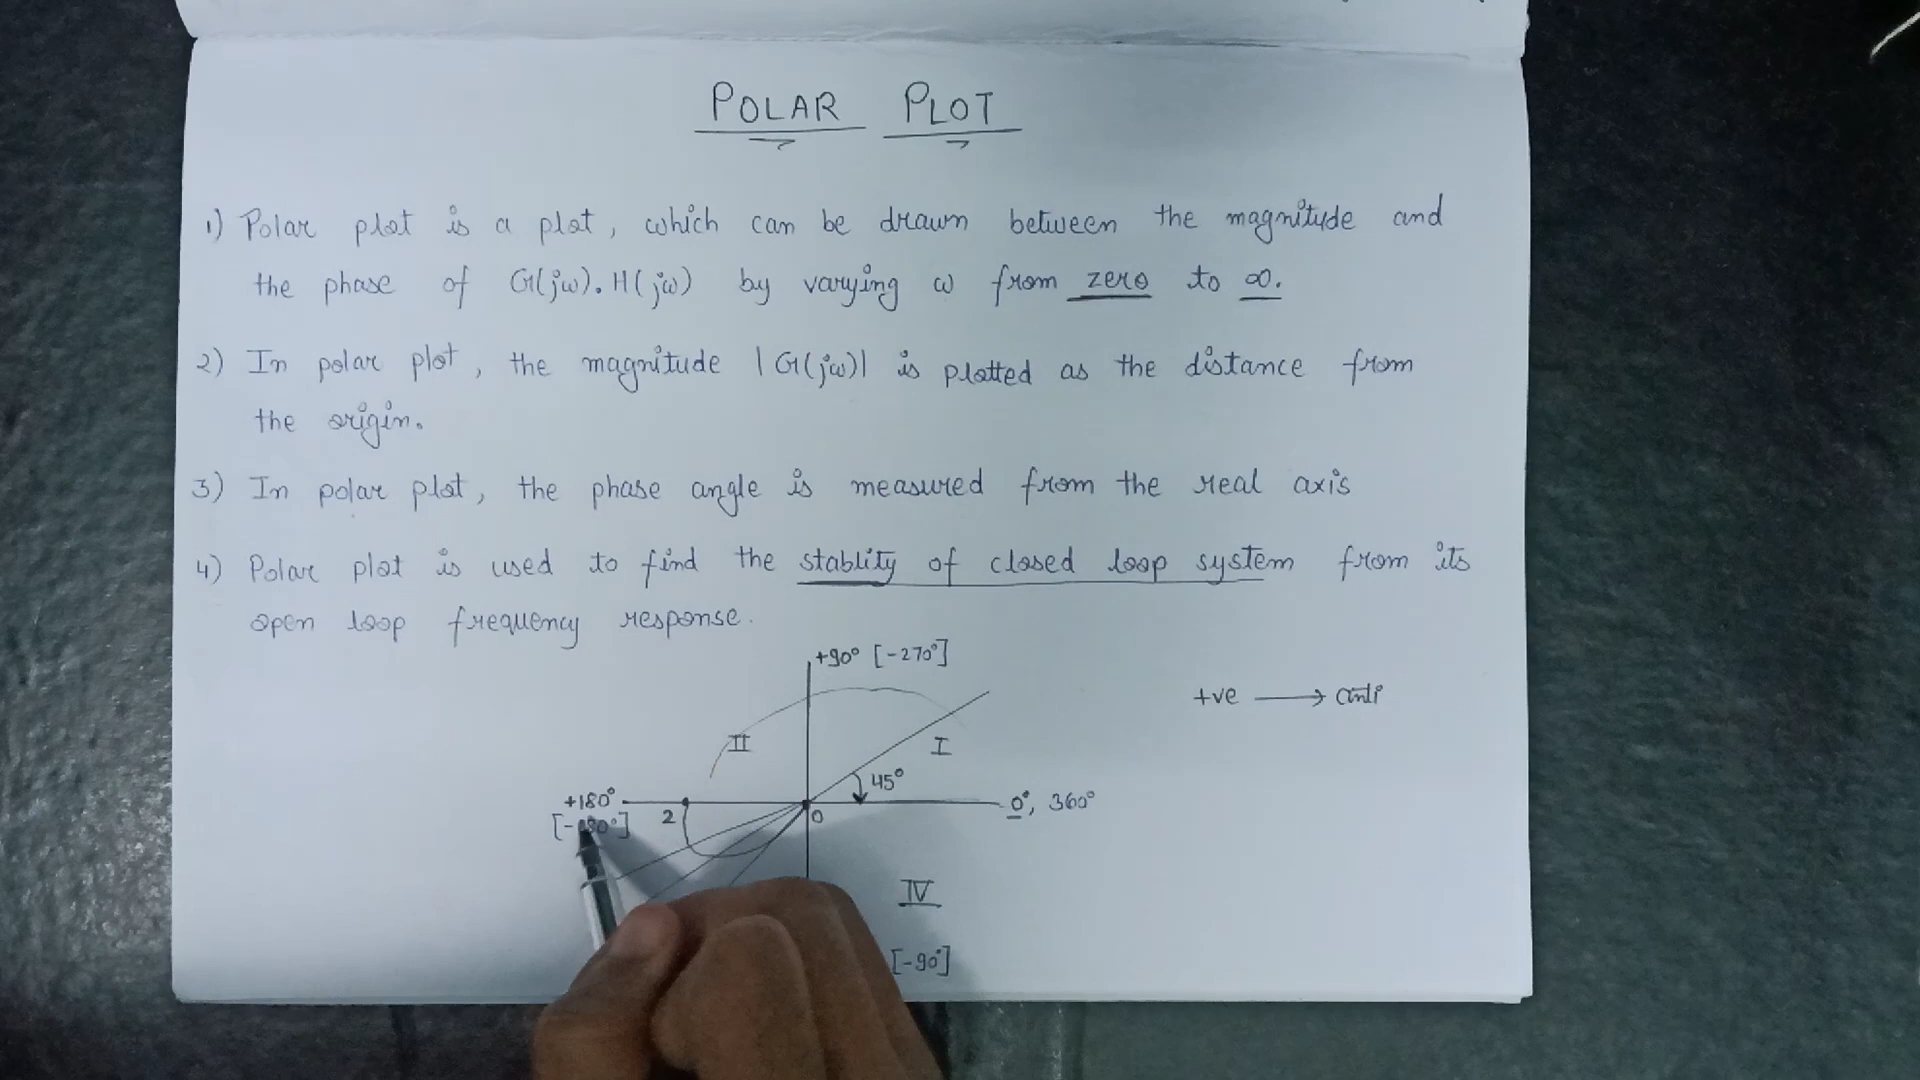 POLAR PLOT
1) Polar plot is a plot, which can be drawn between the magnitude and
the phase of G(jω).H(jω) by varying ω from zero to ∞.
2) In polar plot, the magnitude |G(jω)| is plotted as the distance from
the origin.
3) In polar plot, the phase angle is measured from the real axis
4) Polar plot is used to find the stablity of closed loop system from its
open loop frequency response.
+90° [-270°]
+ve → anti
II
I
45°
+180°
0°, 360°
2
0
IV
[-90°]